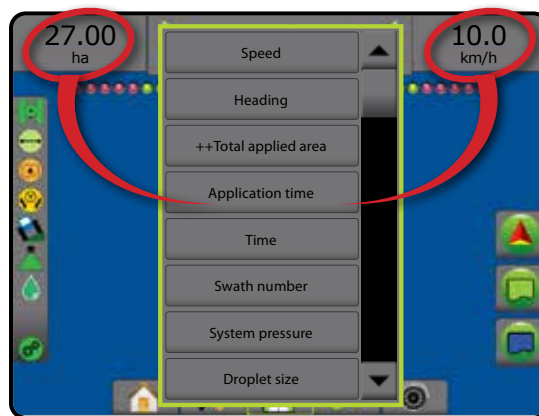 27.00
ha
10.0
km/h
Speed
Heading
++Total applied area
Application time
Time
Swath number
System pressure
Droplet size